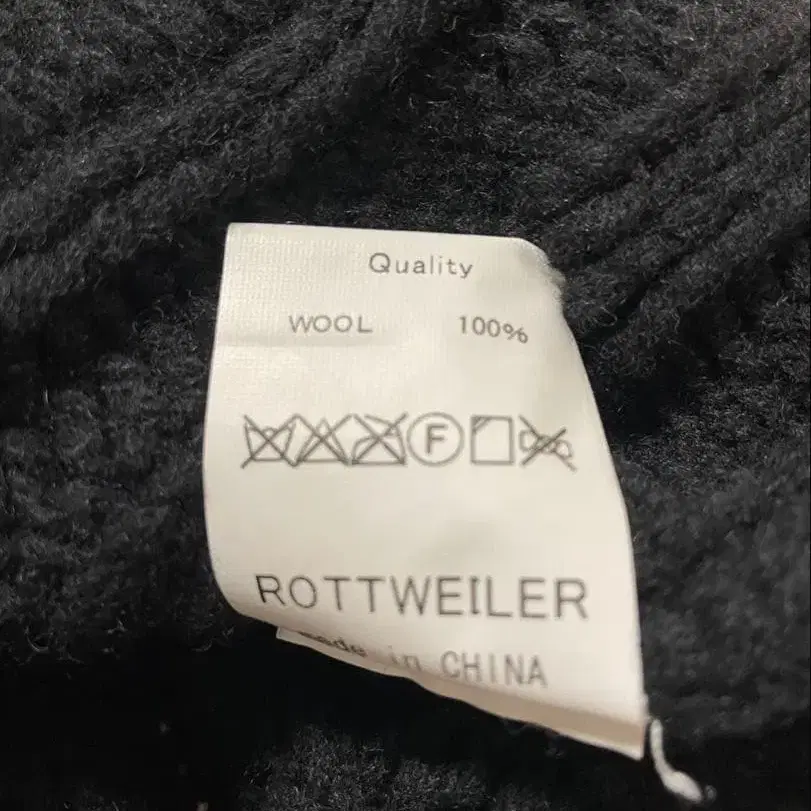 Quality
WOOL 100%
F
ROTTWEILER
made in CHINA